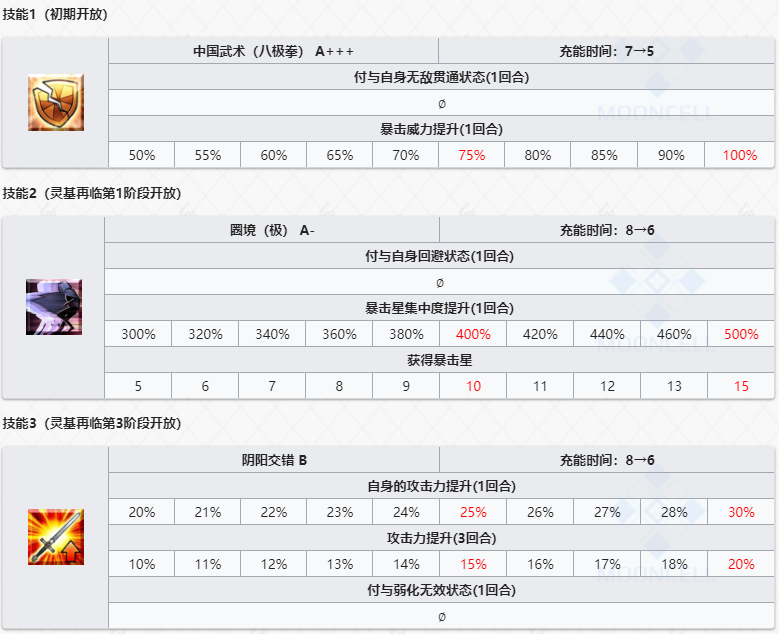 技能1（初期开放）
中国武术（八极拳） A+++ 充能时间：7→5
付与自身无敌贯通状态(1回合)
∅
暴击威力提升(1回合)
50% 55% 60% 65% 70% 75% 80% 85% 90% 100%
MOONCELL
技能2（灵基再临第1阶段开放）
圏境（极） A- 充能时间：8→6
付与自身回避状态(1回合)
∅
暴击星集中度提升(1回合)
300% 320% 340% 360% 380% 400% 420% 440% 460% 500%
获得暴击星
5 6 7 8 9 10 11 12 13 15
MOONCELL
技能3（灵基再临第3阶段开放）
阴阳交错 B 充能时间：8→6
自身的攻击力提升(1回合)
20% 21% 22% 23% 24% 25% 26% 27% 28% 30%
攻击力提升(3回合)
10% 11% 12% 13% 14% 15% 16% 17% 18% 20%
MOONCELL
付与弱化无效状态(1回合)
∅